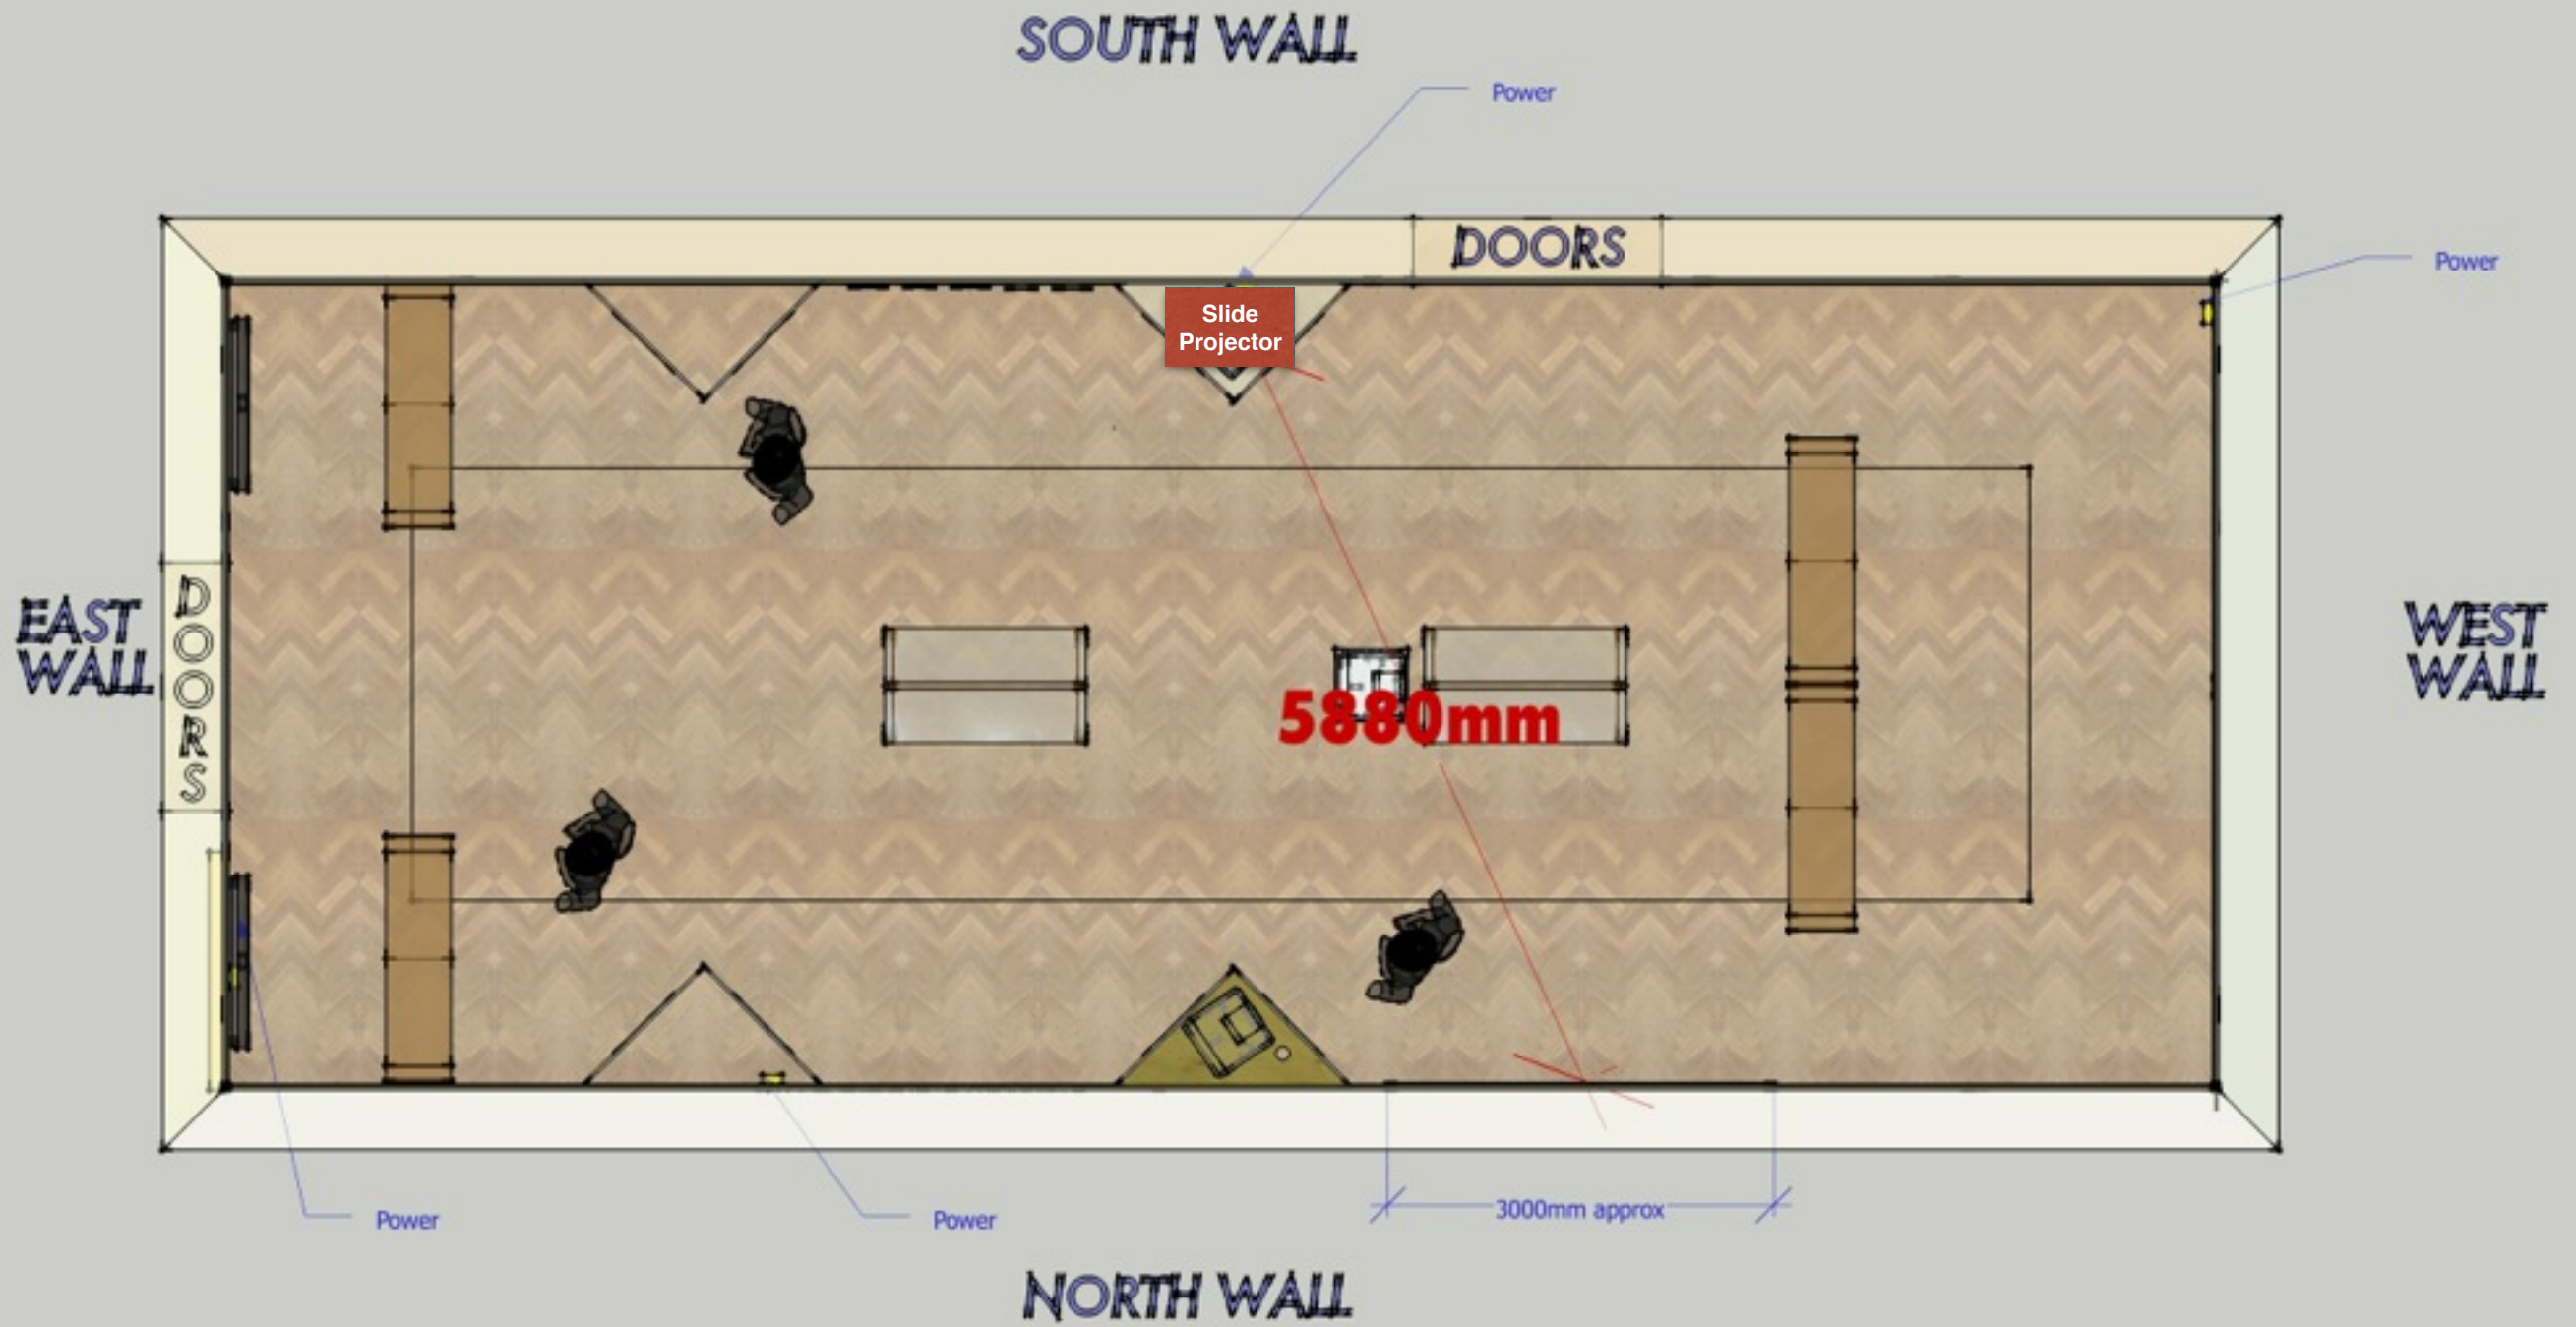 SOUTH WALL
Power
DOORS
Power
Slide
Projector
EAST
WALL
DOORS
WEST
WALL
5880mm
Power
Power
3000mm approx
NORTH WALL